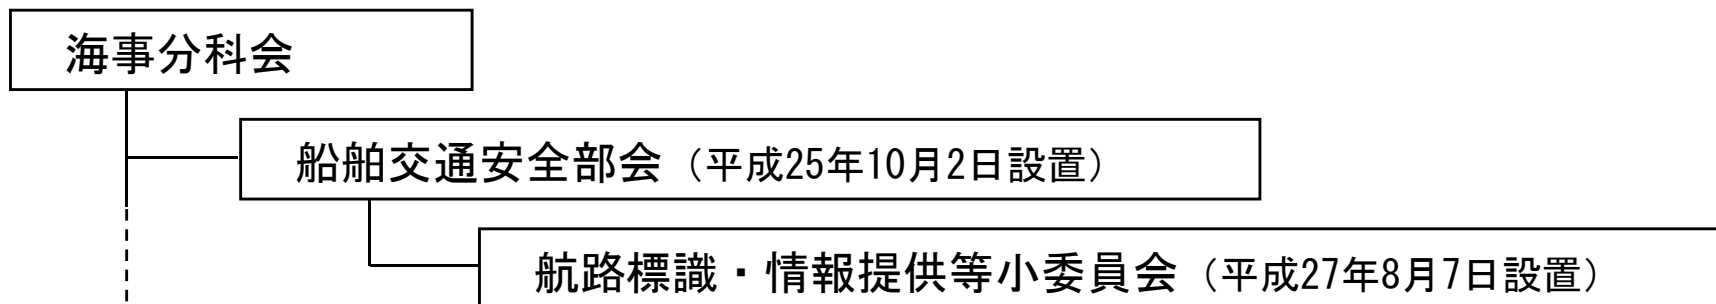 海事分科会
船舶交通安全部会（平成25年10月2日設置）
航路標識・情報提供等小委員会（平成27年8月7日設置）